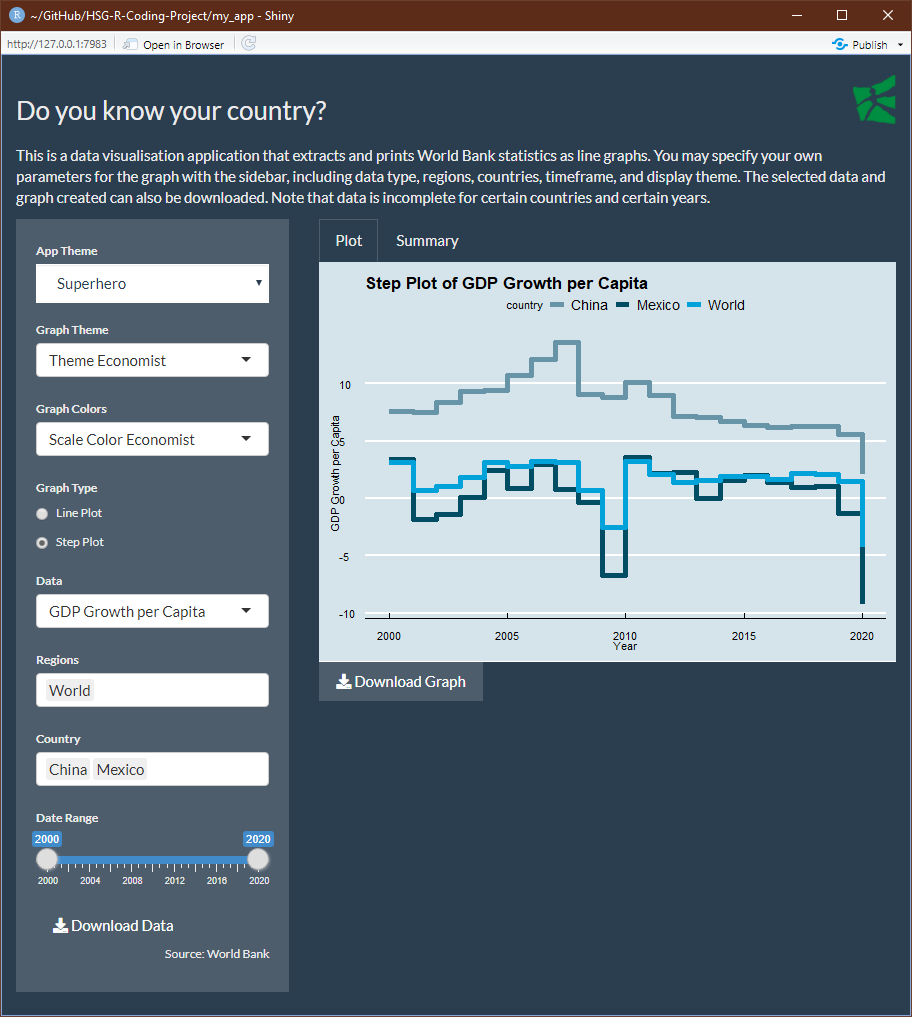 ~/GitHub/HSG-R-Coding-Project/my_app - Shiny
http://127.0.0.1:7983
Open in Browser
Publish
Do you know your country?
This is a data visualisation application that extracts and prints World Bank statistics as line graphs. You may specify your own
parameters for the graph with the sidebar, including data type, regions, countries, timeframe, and display theme. The selected data and
graph created can also be downloaded. Note that data is incomplete for certain countries and certain years.
App Theme
Superhero
Graph Theme
Theme Economist
Graph Colors
Scale Color Economist
Graph Type
Line Plot
Step Plot
Data
GDP Growth per Capita
Regions
World
Country
China Mexico
Date Range
2000 2020
2000 2004 2008 2012 2016 2020
Download Data
Source: World Bank
Plot Summary
Step Plot of GDP Growth per Capita
country China Mexico World
GDP Growth per Capita
10
5
0
-5
-10
2000 2005 2010 2015 2020
Year
Download Graph